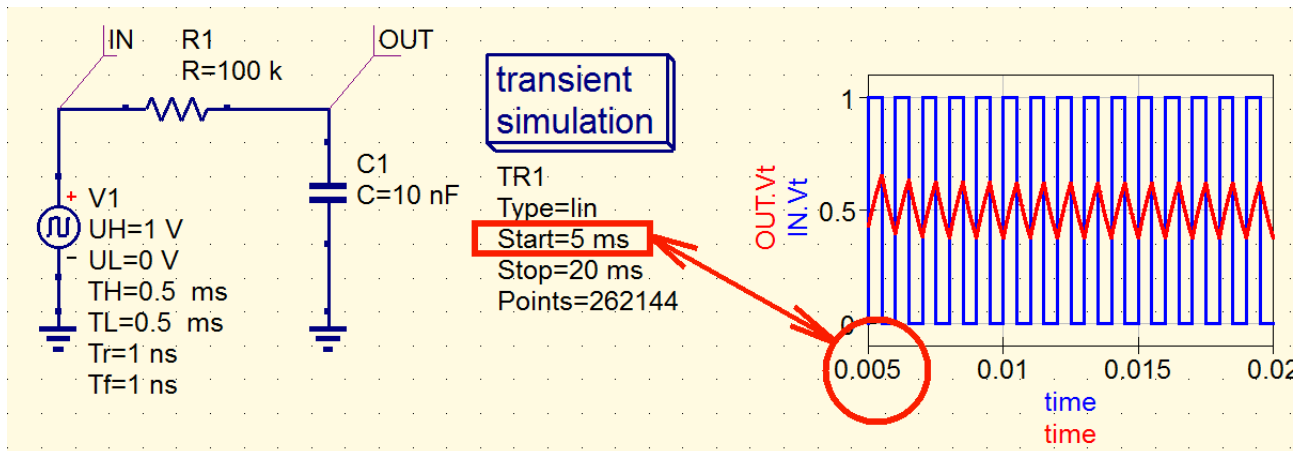 IN
R1
R=100 k
OUT
C1
C=10 nF
+
V1
UH=1 V
UL=0 V
−
TH=0.5 ms
TL=0.5 ms
Tr=1 ns
Tf=1 ns
transient
simulation
TR1
Type=lin
Start=5 ms
Stop=20 ms
Points=262144
OUT.Vt
IN.Vt
1
0.5
0
0.005 0.01 0.015 0.02
time
time